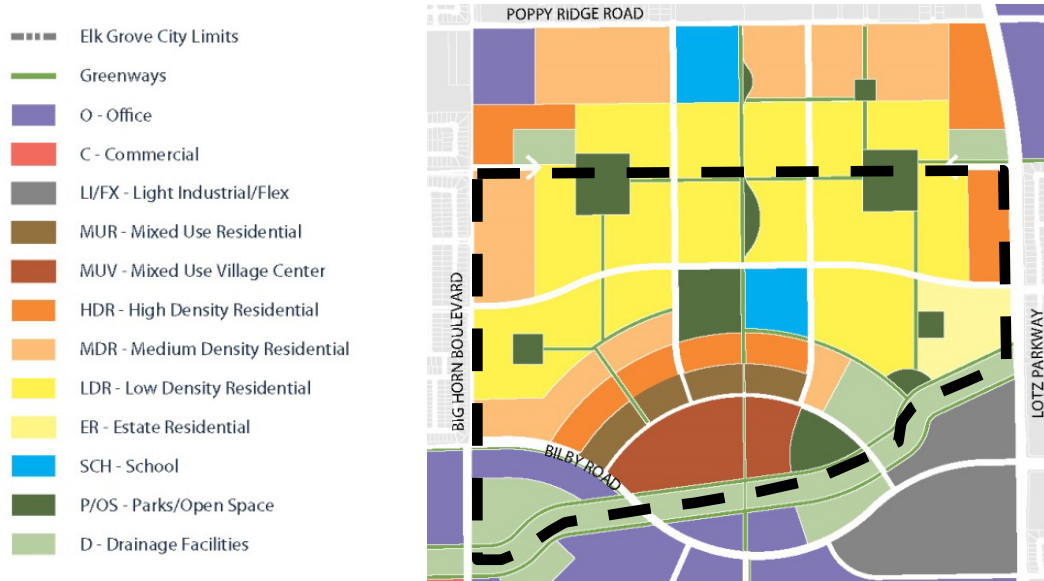 Elk Grove City Limits
Greenways
O - Office
C - Commercial
LI/FX - Light Industrial/Flex
MUR - Mixed Use Residential
MUV - Mixed Use Village Center
HDR - High Density Residential
MDR - Medium Density Residential
LDR - Low Density Residential
ER - Estate Residential
SCH - School
P/OS - Parks/Open Space
D - Drainage Facilities
POPPY RIDGE ROAD
BIG HORN BOULEVARD
BILBY ROAD
LOTZ PARKWAY